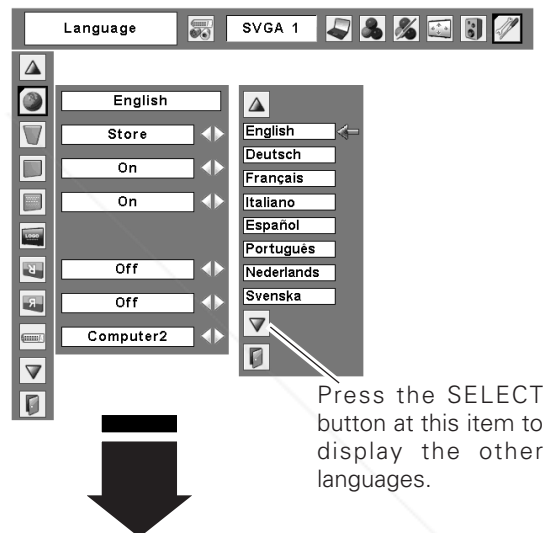 Language
SVGA 1
English
Store
On
On
LOGO
R
R
Off
Off
Computer2
English
Deutsch
Français
Italiano
Español
Português
Nederlands
Svenska
Press the SELECT
button at this item to
display the other
languages.